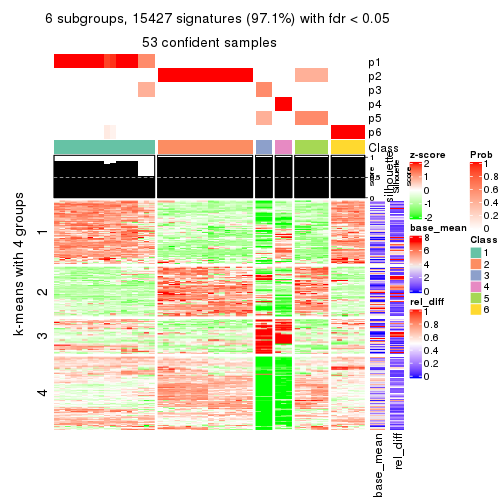 6 subgroups, 15427 signatures (97.1%) with fdr < 0.05
53 confident samples
p1
p2
p3
p4
p5
p6
Class
1
0.5
0
silhouette
k-means with 4 groups
1
2
3
4
base_mean
rel_diff
z-score
2
1
0
-1
-2
base_mean
8
6
4
2
0
rel_diff
1
0.8
0.6
0.4
0.2
0
Prob
1
0.8
0.6
0.4
0.2
0
Class
1
2
3
4
5
6